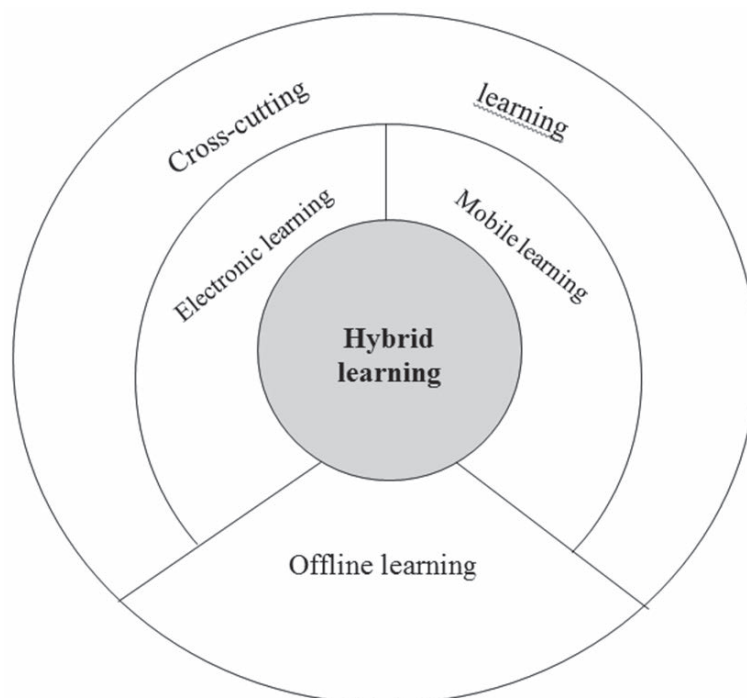 Cross-cutting learning
Electronic learning
Mobile learning
Hybrid
learning
Offline learning